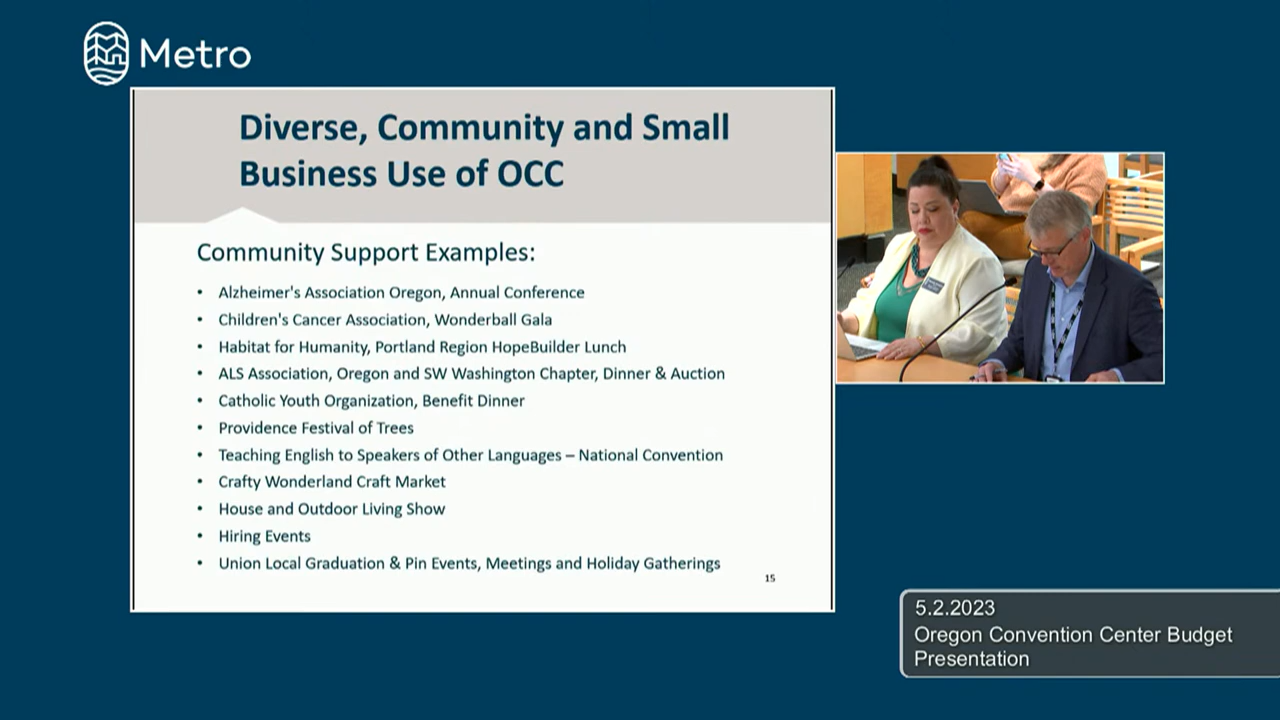 Metro
Diverse, Community and Small
Business Use of OCC
Community Support Examples:
• Alzheimer's Association Oregon, Annual Conference
• Children's Cancer Association, Wonderball Gala
• Habitat for Humanity, Portland Region HopeBuilder Lunch
• ALS Association, Oregon and SW Washington Chapter, Dinner & Auction
• Catholic Youth Organization, Benefit Dinner
• Providence Festival of Trees
• Teaching English to Speakers of Other Languages – National Convention
• Crafty Wonderland Craft Market
• House and Outdoor Living Show
• Hiring Events
• Union Local Graduation & Pin Events, Meetings and Holiday Gatherings
15
5.2.2023
Oregon Convention Center Budget
Presentation